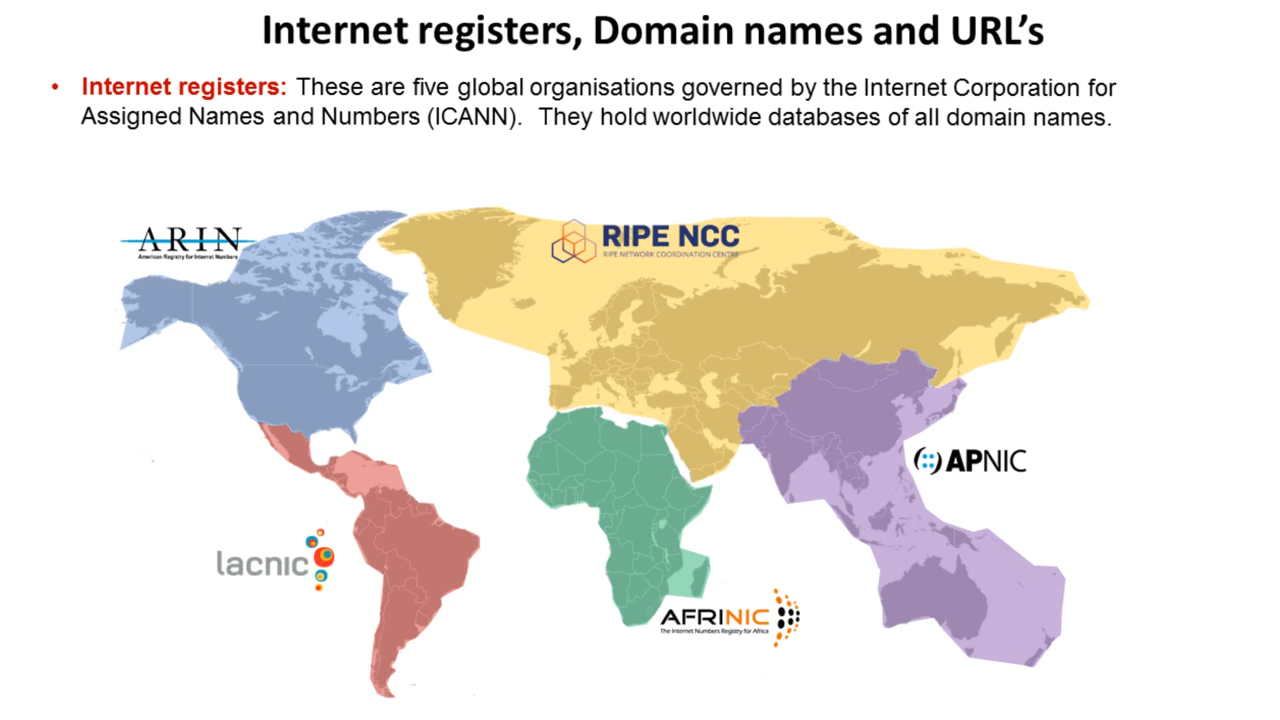 Internet registers, Domain names and URL’s
• Internet registers: These are five global organisations governed by the Internet Corporation for
Assigned Names and Numbers (ICANN). They hold worldwide databases of all domain names.
ARIN
American Registry for Internet Numbers
RIPE NCC
RIPE NETWORK COORDINATION CENTRE
APNIC
lacnic
AFRINIC
The Internet Numbers Registry for Africa